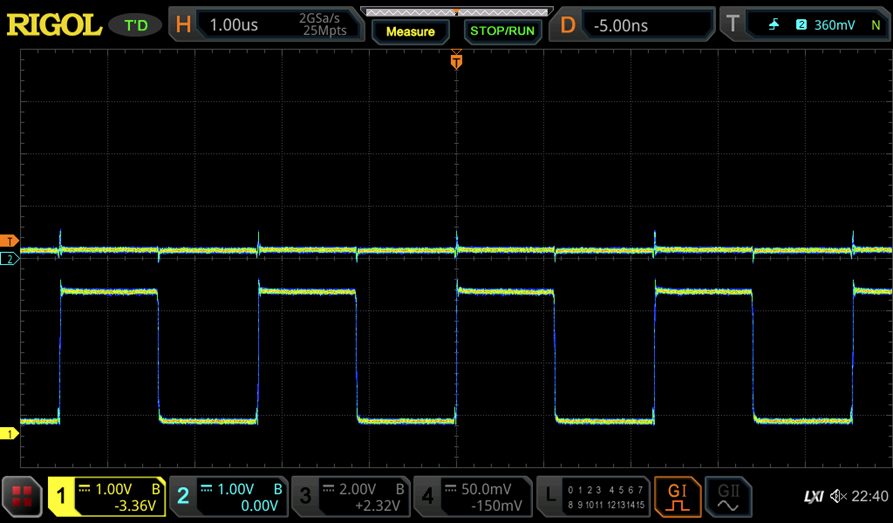 RIGOL T'D H 1.00us 2GSa/s 25Mpts Measure STOP/RUN D -5.00ns T 2 360mV N
T
T
2
1
1 1.00V B -3.36V 2 1.00V B 0.00V 3 2.00V B +2.32V 4 50.0mV -150mV L 0 1 2 3 4 5 6 7 8 9 10 11 12 13 14 15 GI GII LXI 22:40